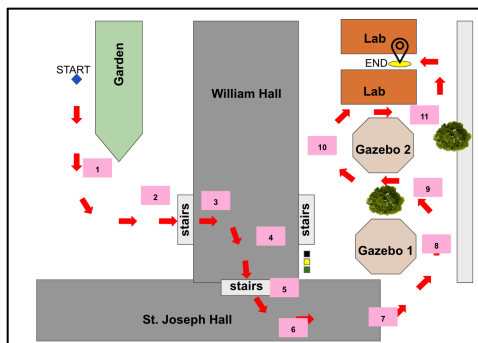 START
Garden
William Hall
Lab
END
Lab
Gazebo 2
Gazebo 1
stairs
stairs
stairs
St. Joseph Hall
1
2
3
4
5
6
7
8
9
10
11